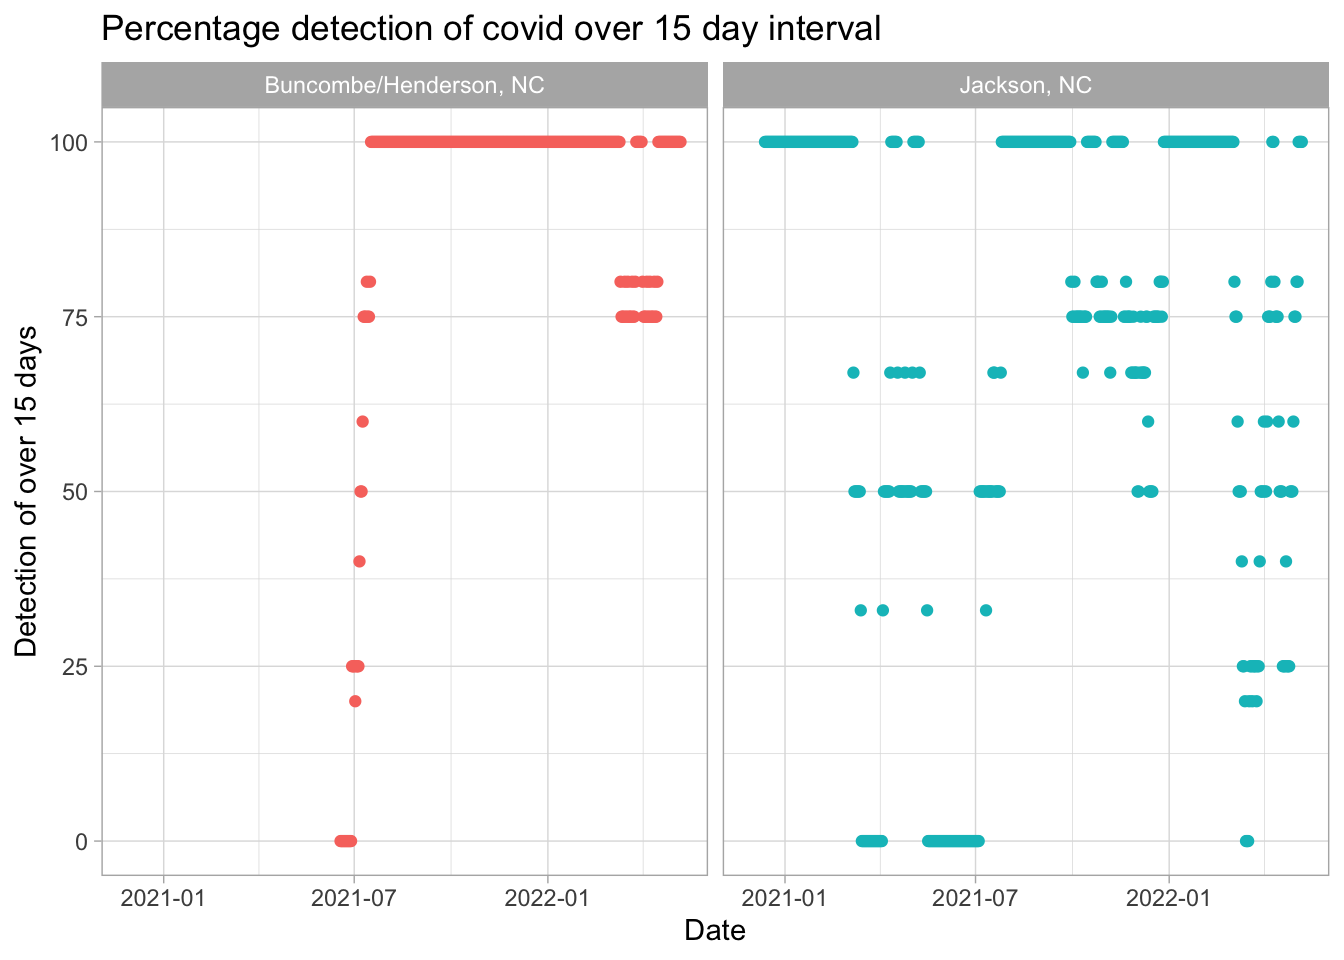 Percentage detection of covid over 15 day interval
Buncombe/Henderson, NC
Jackson, NC
Detection of over 15 days
100
75
50
25
0
2021-01
2021-07
2022-01
2021-01
2021-07
2022-01
Date